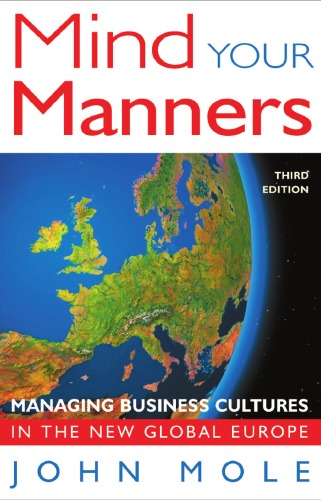 Mind YOUR
Manners
THIRD
EDITION
MANAGING BUSINESS CULTURES
IN THE NEW GLOBAL EUROPE
JOHN MOLE